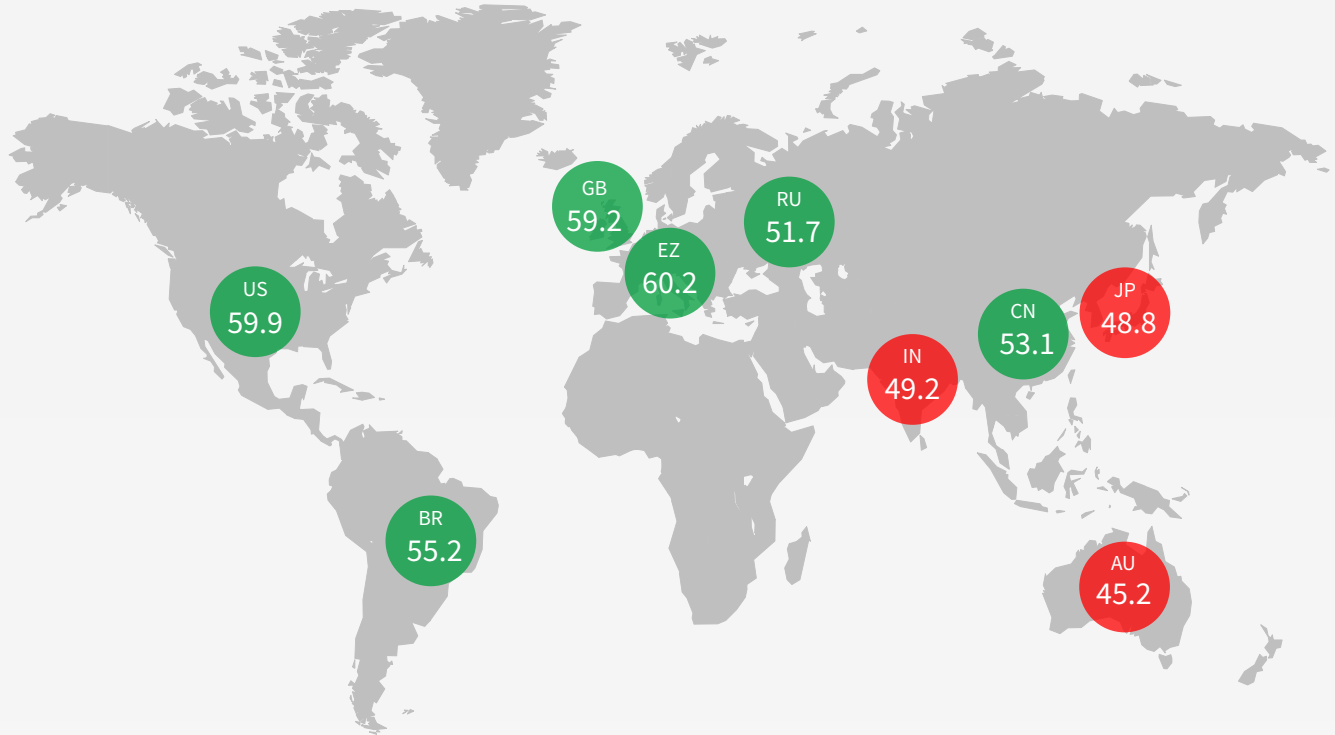 GB
59.2
RU
51.7
EZ
60.2
US
59.9
JP
48.8
CN
53.1
IN
49.2
BR
55.2
AU
45.2